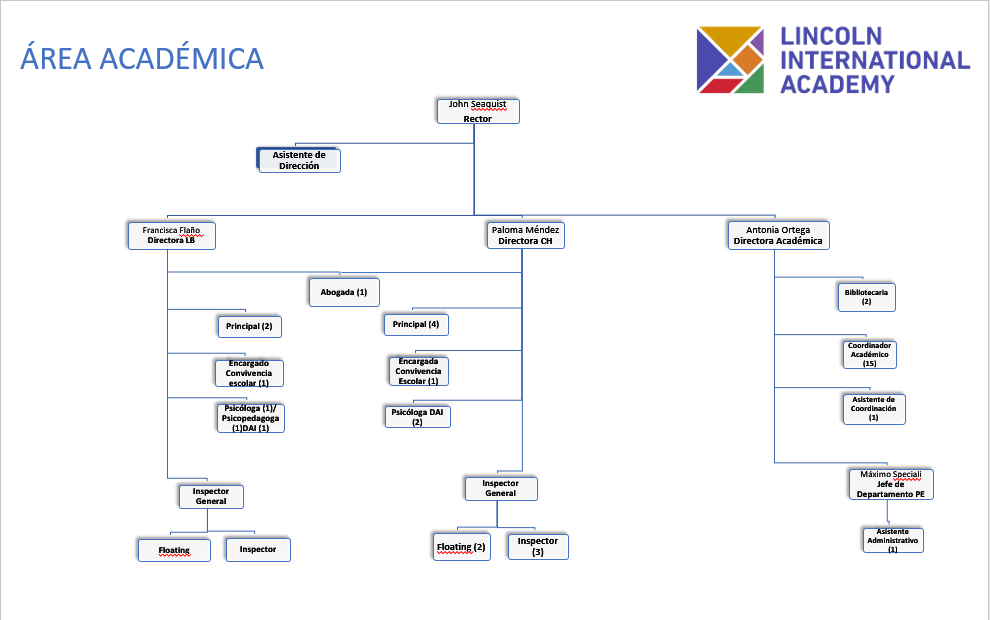 ÁREA ACADÉMICA
LINCOLN
INTERNATIONAL
ACADEMY
John Seaquist
Rector
Asistente de
Dirección
Francisca Flaño
Directora LB
Paloma Méndez
Directora CH
Antonia Ortega
Directora Académica
Abogada (1)
Bibliotecaria
(2)
Principal (2)
Principal (4)
Coordinador
Académico
(15)
Encargado
Convivencia
escolar (1)
Encargada
Convivencia
Escolar (1)
Asistente de
Coordinación
(1)
Psicóloga (1)/
Psicopedagoga
(1)DAI (1)
Psicóloga DAI
(2)
Inspector
General
Inspector
General
Máximo Speciali
Jefe de
Departamento PE
Floating
Inspector
Floating (2)
Inspector
(3)
Asistente
Administrativo
(1)